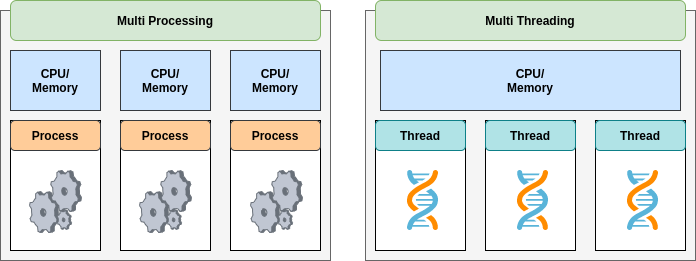 Multi Processing
CPU/
Memory
CPU/
Memory
CPU/
Memory
Process
Process
Process
Multi Threading
CPU/
Memory
Thread
Thread
Thread